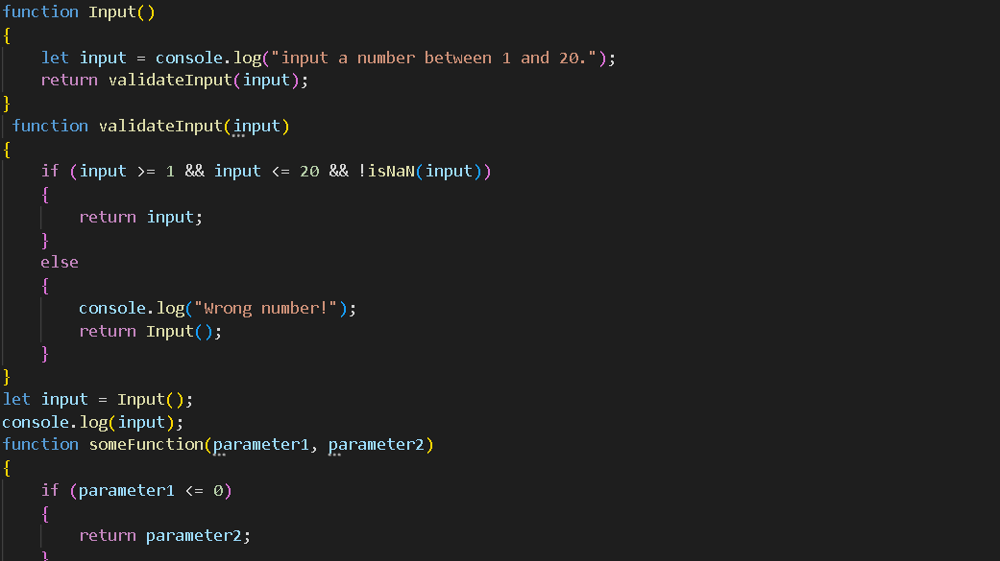 function Input()
{
    let input = console.log("input a number between 1 and 20.");
    return validateInput(input);
}
 function validateInput(input)
{
    if (input >= 1 && input <= 20 && !isNaN(input))
    {
        return input;
    }
    else
    {
        console.log("Wrong number!");
        return Input();
    }
}
let input = Input();
console.log(input);
function someFunction(parameter1, parameter2)
{
    if (parameter1 <= 0)
    {
        return parameter2;
    }